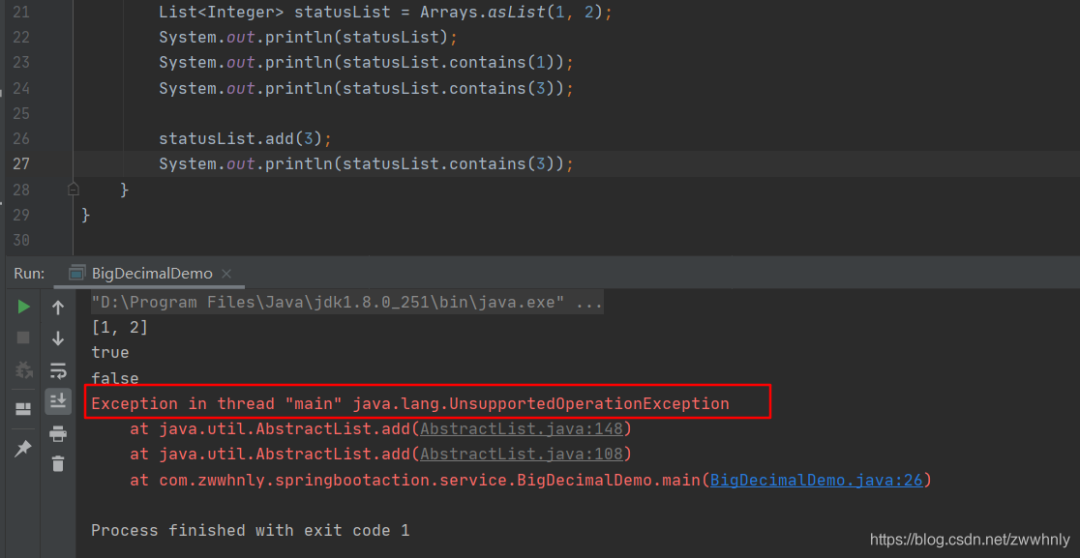 21 List<Integer> statusList = Arrays.asList(1, 2);
22 System.out.println(statusList);
23 System.out.println(statusList.contains(1));
24 System.out.println(statusList.contains(3));
25
26 statusList.add(3);
27 System.out.println(statusList.contains(3));
28 }
29 }
30
Run: BigDecimalDemo ×
"D:\Program Files\Java\jdk1.8.0_251\bin\java.exe" ...
[1, 2]
true
false
Exception in thread "main" java.lang.UnsupportedOperationException
at java.util.AbstractList.add(AbstractList.java:148)
at java.util.AbstractList.add(AbstractList.java:108)
at com.zwwhnly.springbootaction.service.BigDecimalDemo.main(BigDecimalDemo.java:26)
Process finished with exit code 1
https://blog.csdn.net/zwwhnly